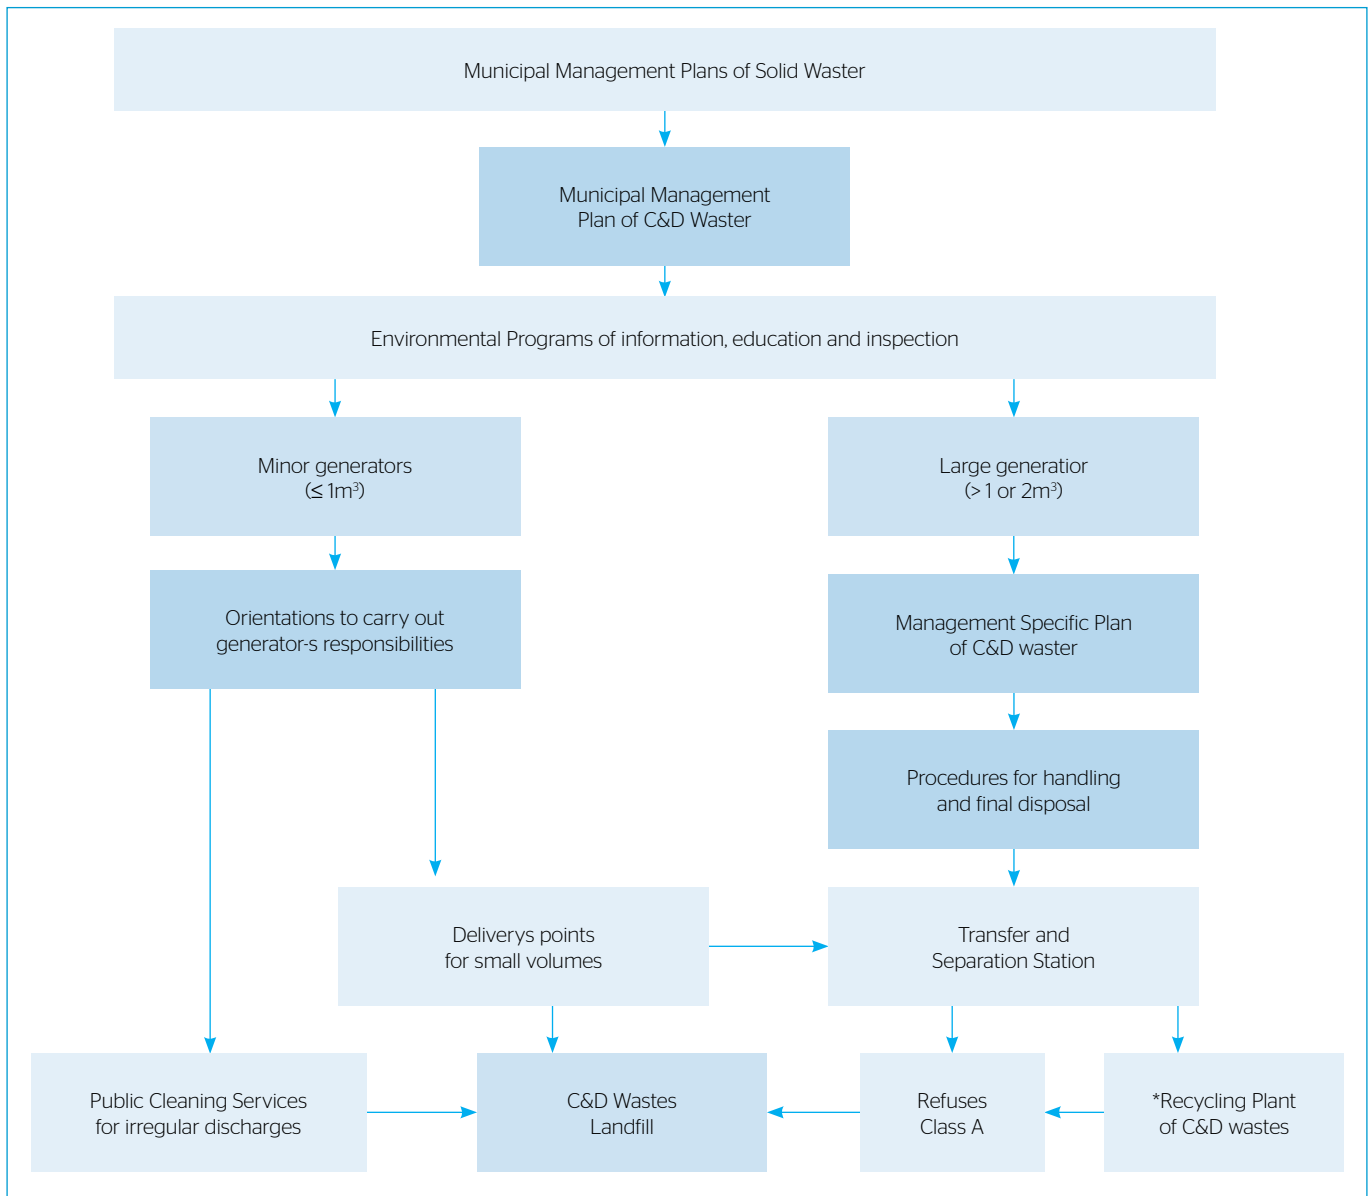 Municipal Management Plans of Solid Waster
Municipal Management
Plan of C&D Waster
Environmental Programs of information, education and inspection
Minor generators
(≤ 1m³)
Large generatior
(> 1 or 2m³)
Orientations to carry out
generator-s responsibilities
Management Specific Plan
of C&D waster
Procedures for handling
and final disposal
Deliverys points
for small volumes
Transfer and
Separation Station
Public Cleaning Services
for irregular discharges
C&D Wastes
Landfill
Refuses
Class A
*Recycling Plant
of C&D wastes